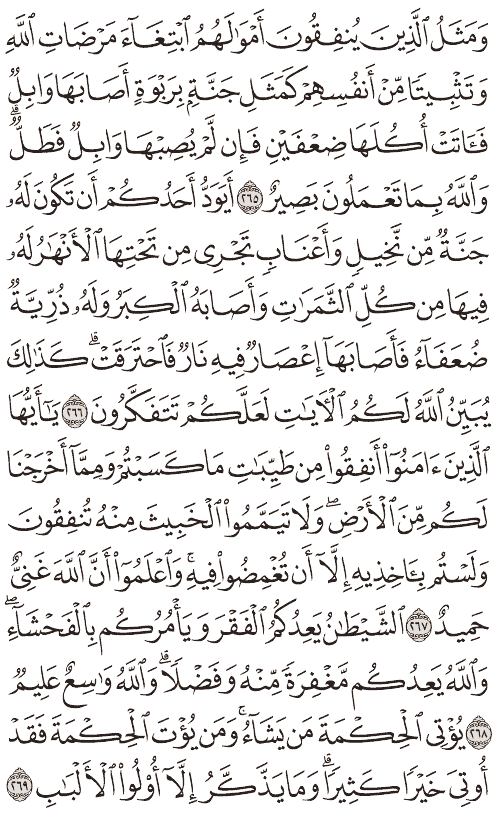 وَمَثَلُ ٱلَّذِينَ يُنفِقُونَ أَمْوَٰلَهُمُ ٱبْتِغَآءَ مَرْضَاتِ ٱللَّهِ
وَتَثْبِيتًا مِّنْ أَنفُسِهِمْ كَمَثَلِ جَنَّةٍۭ بِرَبْوَةٍ أَصَابَهَا وَابِلٌ
فَـَٔاتَتْ أُكُلَهَا ضِعْفَيْنِ فَإِن لَّمْ يُصِبْهَا وَابِلٌ فَطَلٌّ ۗ
وَٱللَّهُ بِمَا تَعْمَلُونَ بَصِيرٌ ٢٦٥ أَيَوَدُّ أَحَدُكُمْ أَن تَكُونَ لَهُۥ
جَنَّةٌ مِّن نَّخِيلٍ وَأَعْنَابٍ تَجْرِى مِن تَحْتِهَا ٱلْأَنْهَٰرُ لَهُۥ
فِيهَا مِن كُلِّ ٱلثَّمَرَٰتِ وَأَصَابَهُ ٱلْكِبَرُ وَلَهُۥ ذُرِّيَّةٌ
ضُعَفَآءُ فَأَصَابَهَآ إِعْصَارٌ فِيهِ نَارٌ فَٱحْتَرَقَتْ ۗ كَذَٰلِكَ
يُبَيِّنُ ٱللَّهُ لَكُمُ ٱلْـَٔايَٰتِ لَعَلَّكُمْ تَتَفَكَّرُونَ ٢٦٦ يَٰٓأَيُّهَا
ٱلَّذِينَ ءَامَنُوٓا۟ أَنفِقُوا۟ مِن طَيِّبَٰتِ مَا كَسَبْتُمْ وَمِمَّآ أَخْرَجْنَا
لَكُم مِّنَ ٱلْأَرْضِ ۖ وَلَا تَيَمَّمُوا۟ ٱلْخَبِيثَ مِنْهُ تُنفِقُونَ
وَلَسْتُم بِـَٔاخِذِيهِ إِلَّآ أَن تُغْمِضُوا۟ فِيهِ ۚ وَٱعْلَمُوٓا۟ أَنَّ ٱللَّهَ غَنِىٌّ
حَمِيدٌ ٢٦٧ ٱلشَّيْطَٰنُ يَعِدُكُمُ ٱلْفَقْرَ وَيَأْمُرُكُم بِٱلْفَحْشَآءِ ۖ
وَٱللَّهُ يَعِدُكُم مَّغْفِرَةً مِّنْهُ وَفَضْلًا ۗ وَٱللَّهُ وَٰسِعٌ عَلِيمٌ
٢٦٨ يُؤْتِى ٱلْحِكْمَةَ مَن يَشَآءُ ۚ وَمَن يُؤْتَ ٱلْحِكْمَةَ فَقَدْ
أُوتِىَ خَيْرًا كَثِيرًا ۗ وَمَا يَذَّكَّرُ إِلَّآ أُو۟لُوا۟ ٱلْأَلْبَٰبِ ٢٦٩